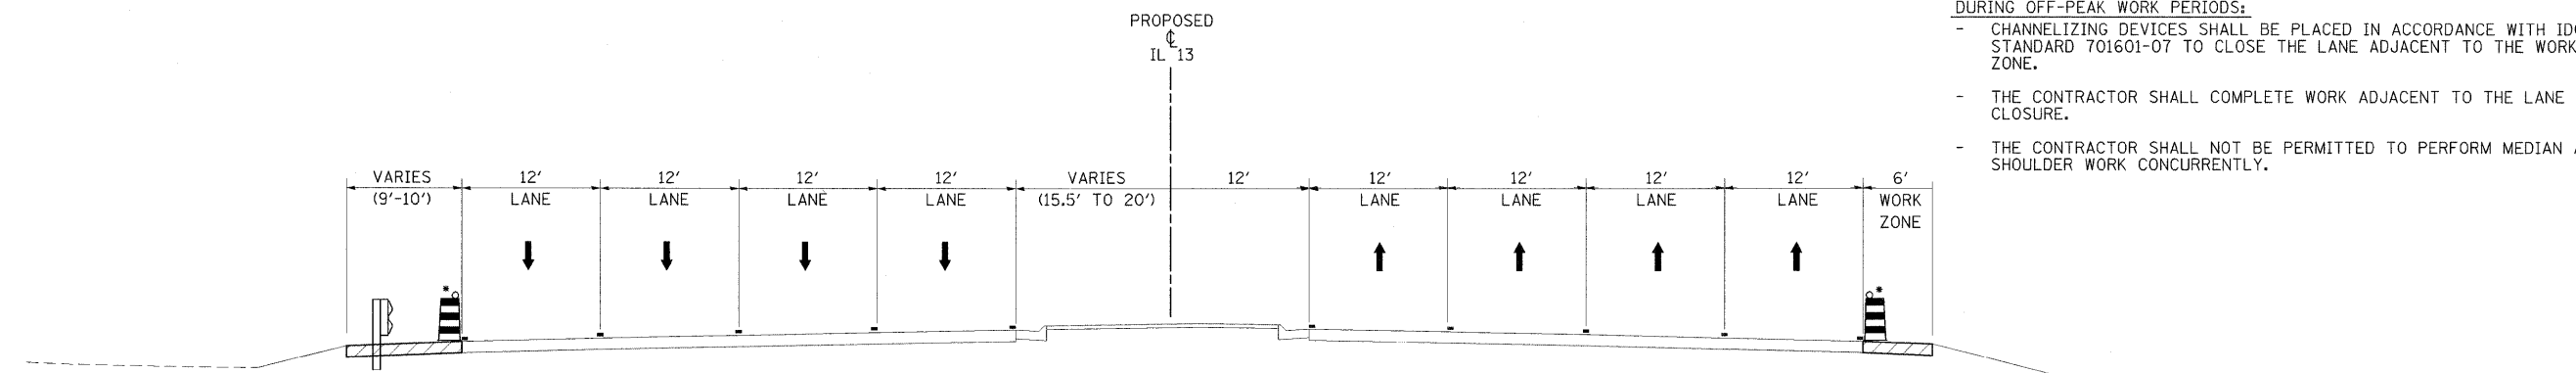 PROPOSED
℄
IL 13
DURING OFF-PEAK WORK PERIODS:
- CHANNELIZING DEVICES SHALL BE PLACED IN ACCORDANCE WITH
STANDARD 701601-07 TO CLOSE THE LANE ADJACENT TO THE WORK
ZONE.
- THE CONTRACTOR SHALL COMPLETE WORK ADJACENT TO THE LANE
CLOSURE.
- THE CONTRACTOR SHALL NOT BE PERMITTED TO PERFORM MEDIAN
SHOULDER WORK CONCURRENTLY.
VARIES 12' 12' 12' 12' VARIES 12' 12' 12' 12' 12' 6'
(9'-10') LANE LANE LANE LANE (15.5' TO 20') LANE LANE LANE LANE WORK
ZONE
* *